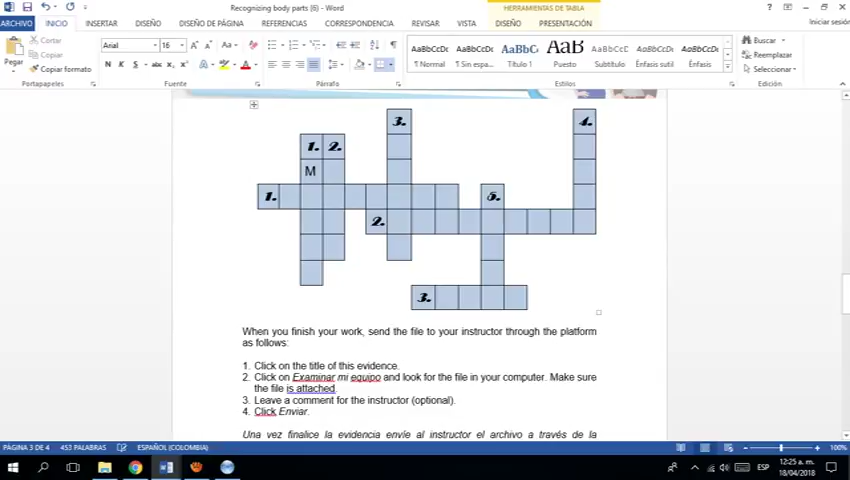 Recognizing body parts (6) - Word
HERRAMIENTAS DE TABLA
ARCHIVO INICIO INSERTAR DISEÑO DISEÑO DE PÁGINA REFERENCIAS CORRESPONDENCIA REVISAR VISTA DISEÑO PRESENTACIÓN Iniciar sesión
Pegar
Cortar
Copiar
Copiar formato
Portapapeles
Arial 16
N K S abc
Fuente
Párrafo
AaBbCcDc AaBbCcDc AaBbC AaB AaBbCcD AaBbCcDc AaBbCcDc
¶ Normal ¶ Sin espa... Título 1 Puesto Subtítulo Énfasis sutil Énfasis
Estilos
Buscar
Reemplazar
Seleccionar
Edición
3. 4.
1. 2.
M
1. 5.
2.
3.
When you finish your work, send the file to your instructor through the platform
as follows:
1. Click on the title of this evidence.
2. Click on Examinar mi equipo and look for the file in your computer. Make sure
the file is attached.
3. Leave a comment for the instructor (optional).
4. Click Enviar.
Una vez finalice la evidencia envíe al instructor el archivo a través de la
PÁGINA 3 DE 4 453 PALABRAS ESPAÑOL (COLOMBIA) 100%
ESP
12:25 a. m.
18/04/2018